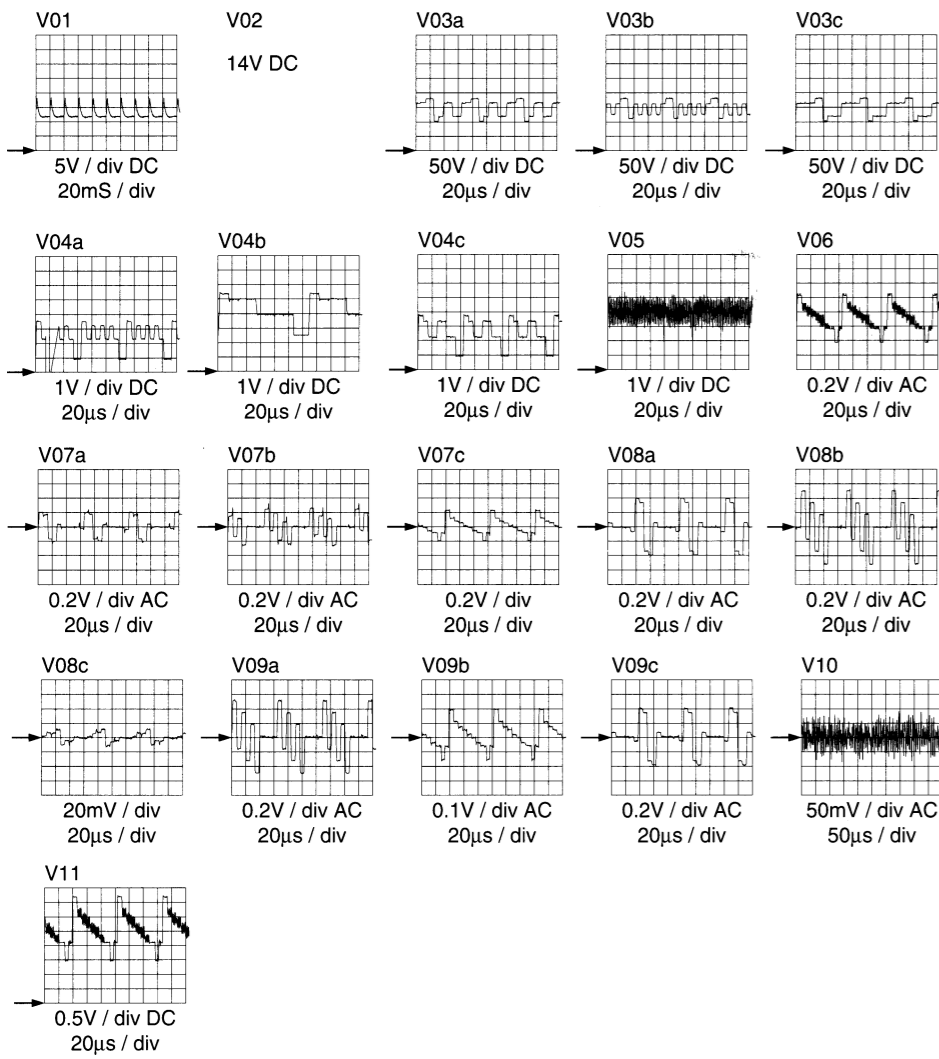 V01
V02
V03a
V03b
V03c
14V DC
5V / div DC
20mS / div
50V / div DC
20μs / div
50V / div DC
20μs / div
50V / div DC
20μs / div
V04a
V04b
V04c
V05
V06
1V / div DC
20μs / div
1V / div DC
20μs / div
1V / div DC
20μs / div
1V / div DC
20μs / div
0.2V / div AC
20μs / div
V07a
V07b
V07c
V08a
V08b
0.2V / div AC
20μs / div
0.2V / div AC
20μs / div
0.2V / div
20μs / div
0.2V / div AC
20μs / div
0.2V / div AC
20μs / div
V08c
V09a
V09b
V09c
V10
20mV / div
20μs / div
0.2V / div AC
20μs / div
0.1V / div AC
20μs / div
0.2V / div AC
20μs / div
50mV / div AC
50μs / div
V11
0.5V / div DC
20μs / div